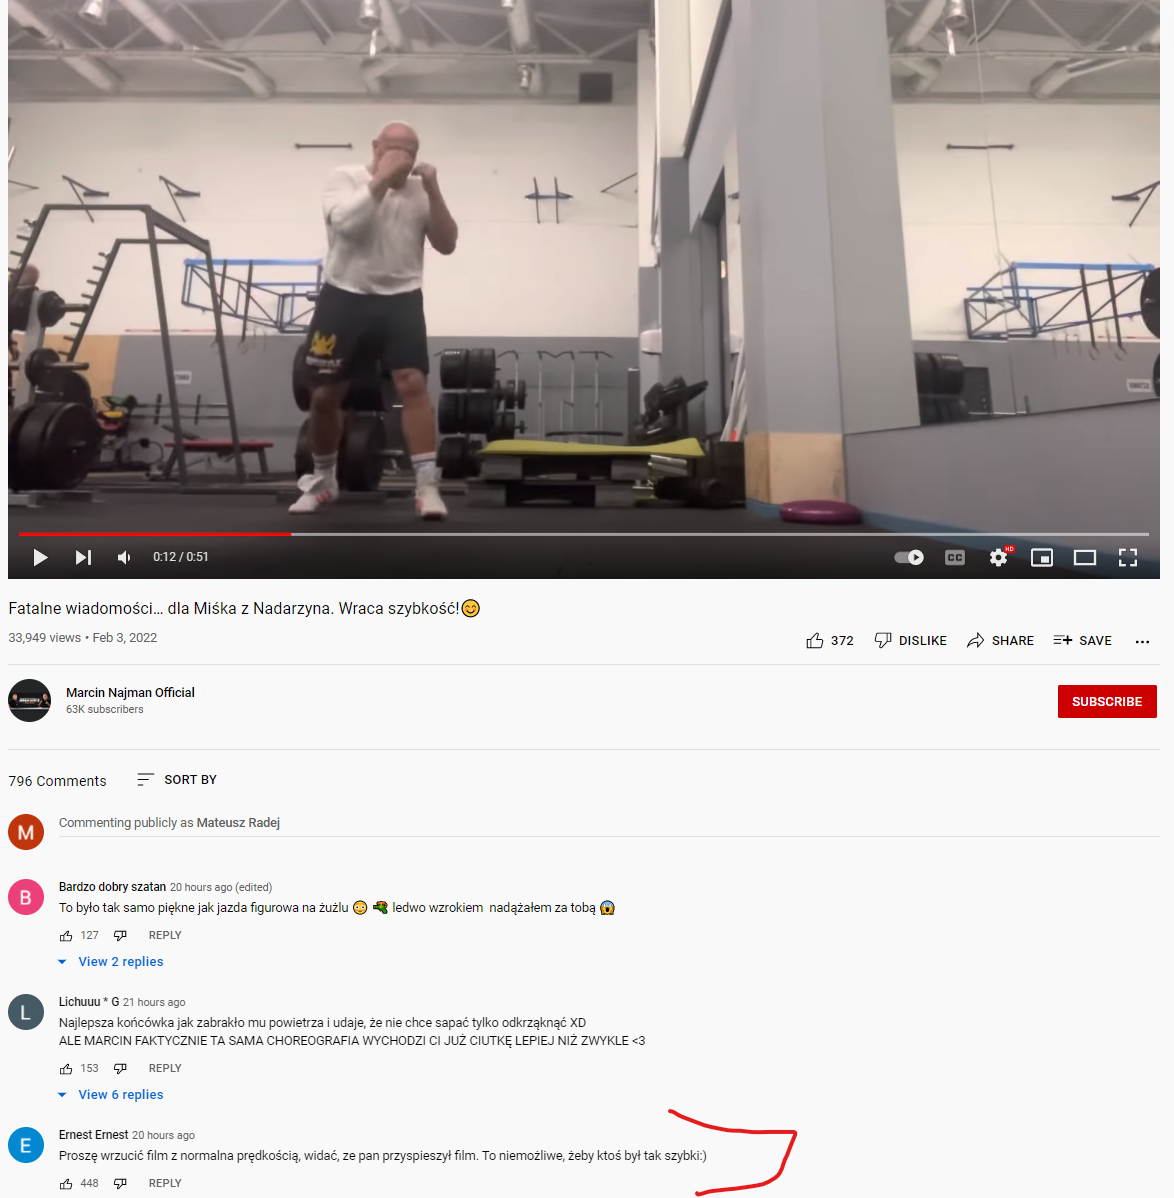 0:12 / 0:51
CC
HD
Fatalne wiadomości... dla Miśka z Nadarzyna. Wraca szybkość!😊
33,949 views • Feb 3, 2022
372 DISLIKE SHARE SAVE ...
Marcin Najman Official
63K subscribers
SUBSCRIBE
796 Comments SORT BY
M
Commenting publicly as Mateusz Radej
B
Bardzo dobry szatan 20 hours ago (edited)
To było tak samo piękne jak jazda figurowa na żużlu 😳 🔫 ledwo wzrokiem nadążałem za tobą 😱
127 REPLY
View 2 replies
L
Lichuuu * G 21 hours ago
Najlepsza końcówka jak zabrakło mu powietrza i udaje, że nie chce sapać tylko odkrząknąć XD
ALE MARCIN FAKTYCZNIE TA SAMA CHOREOGRAFIA WYCHODZI CI JUŻ CIUTKĘ LEPIEJ NIŻ ZWYKLE <3
153 REPLY
View 6 replies
E
Ernest Ernest 20 hours ago
Proszę wrzucić film z normalna prędkością, widać, ze pan przyspieszył film. To niemożliwe, żeby ktoś był tak szybki:)
448 REPLY